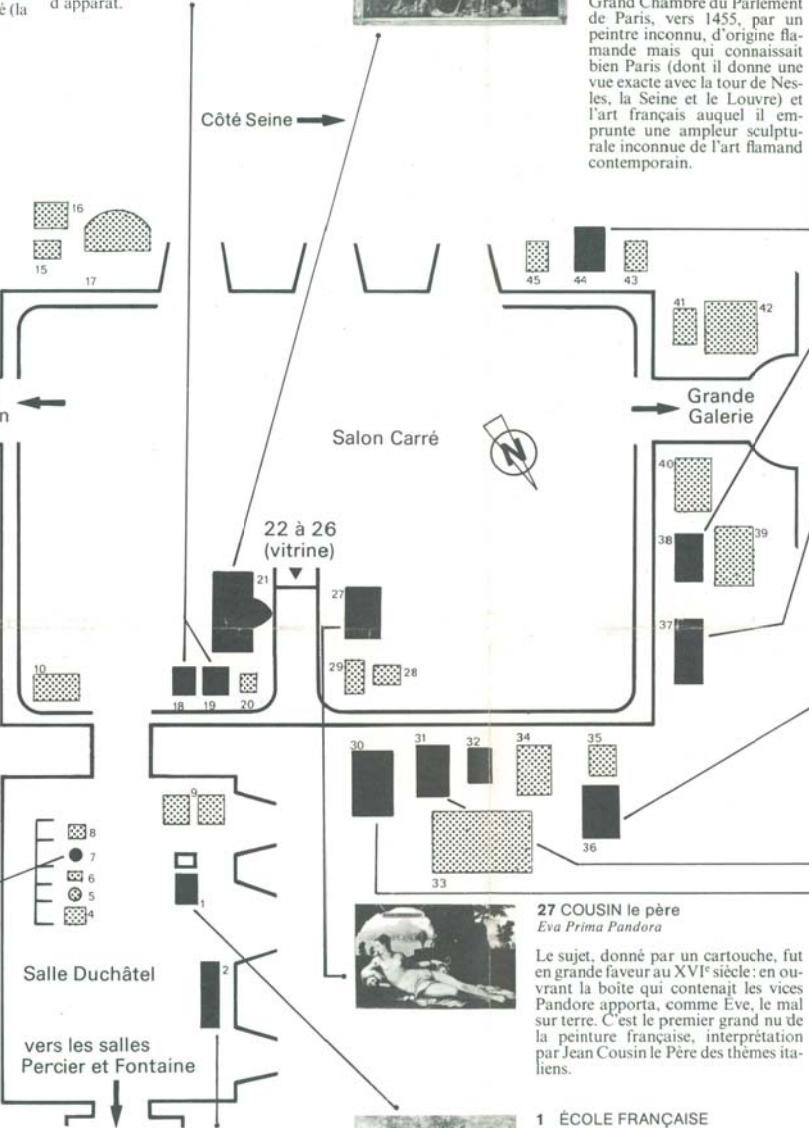 é (la
d'apparat.
Grand Chambre du Parlement
de Paris, vers 1455, par un
peintre inconnu, d'origine fla-
mande mais qui connaissait
bien Paris (dont il donne une
vue exacte avec la tour de Nes-
les, la Seine et le Louvre) et
l'art français auquel il em-
prunte une ampleur sculptu-
rale inconnue de l'art flamand
contemporain.
Côté Seine
16
15
17
45
44
43
41
42
n
Grande
Galerie
Salon Carré
N
40
39
38
37
22 à 26
(vitrine)
21
27
29
28
10
18
19
20
30
31
32
34
35
33
36
9
8
7
6
5
4
1
2
Salle Duchâtel
vers les salles
Percier et Fontaine
27 COUSIN le père
Eva Prima Pandora
Le sujet, donné par un cartouche, fut
en grande faveur au XVIe siècle: en ou-
vrant la boîte qui contenait les vices
Pandore apporta, comme Ève, le mal
sur terre. C'est le premier grand nu de
la peinture française, interprétation
par Jean Cousin le Père des thèmes ita-
liens.
1 ÉCOLE FRANÇAISE